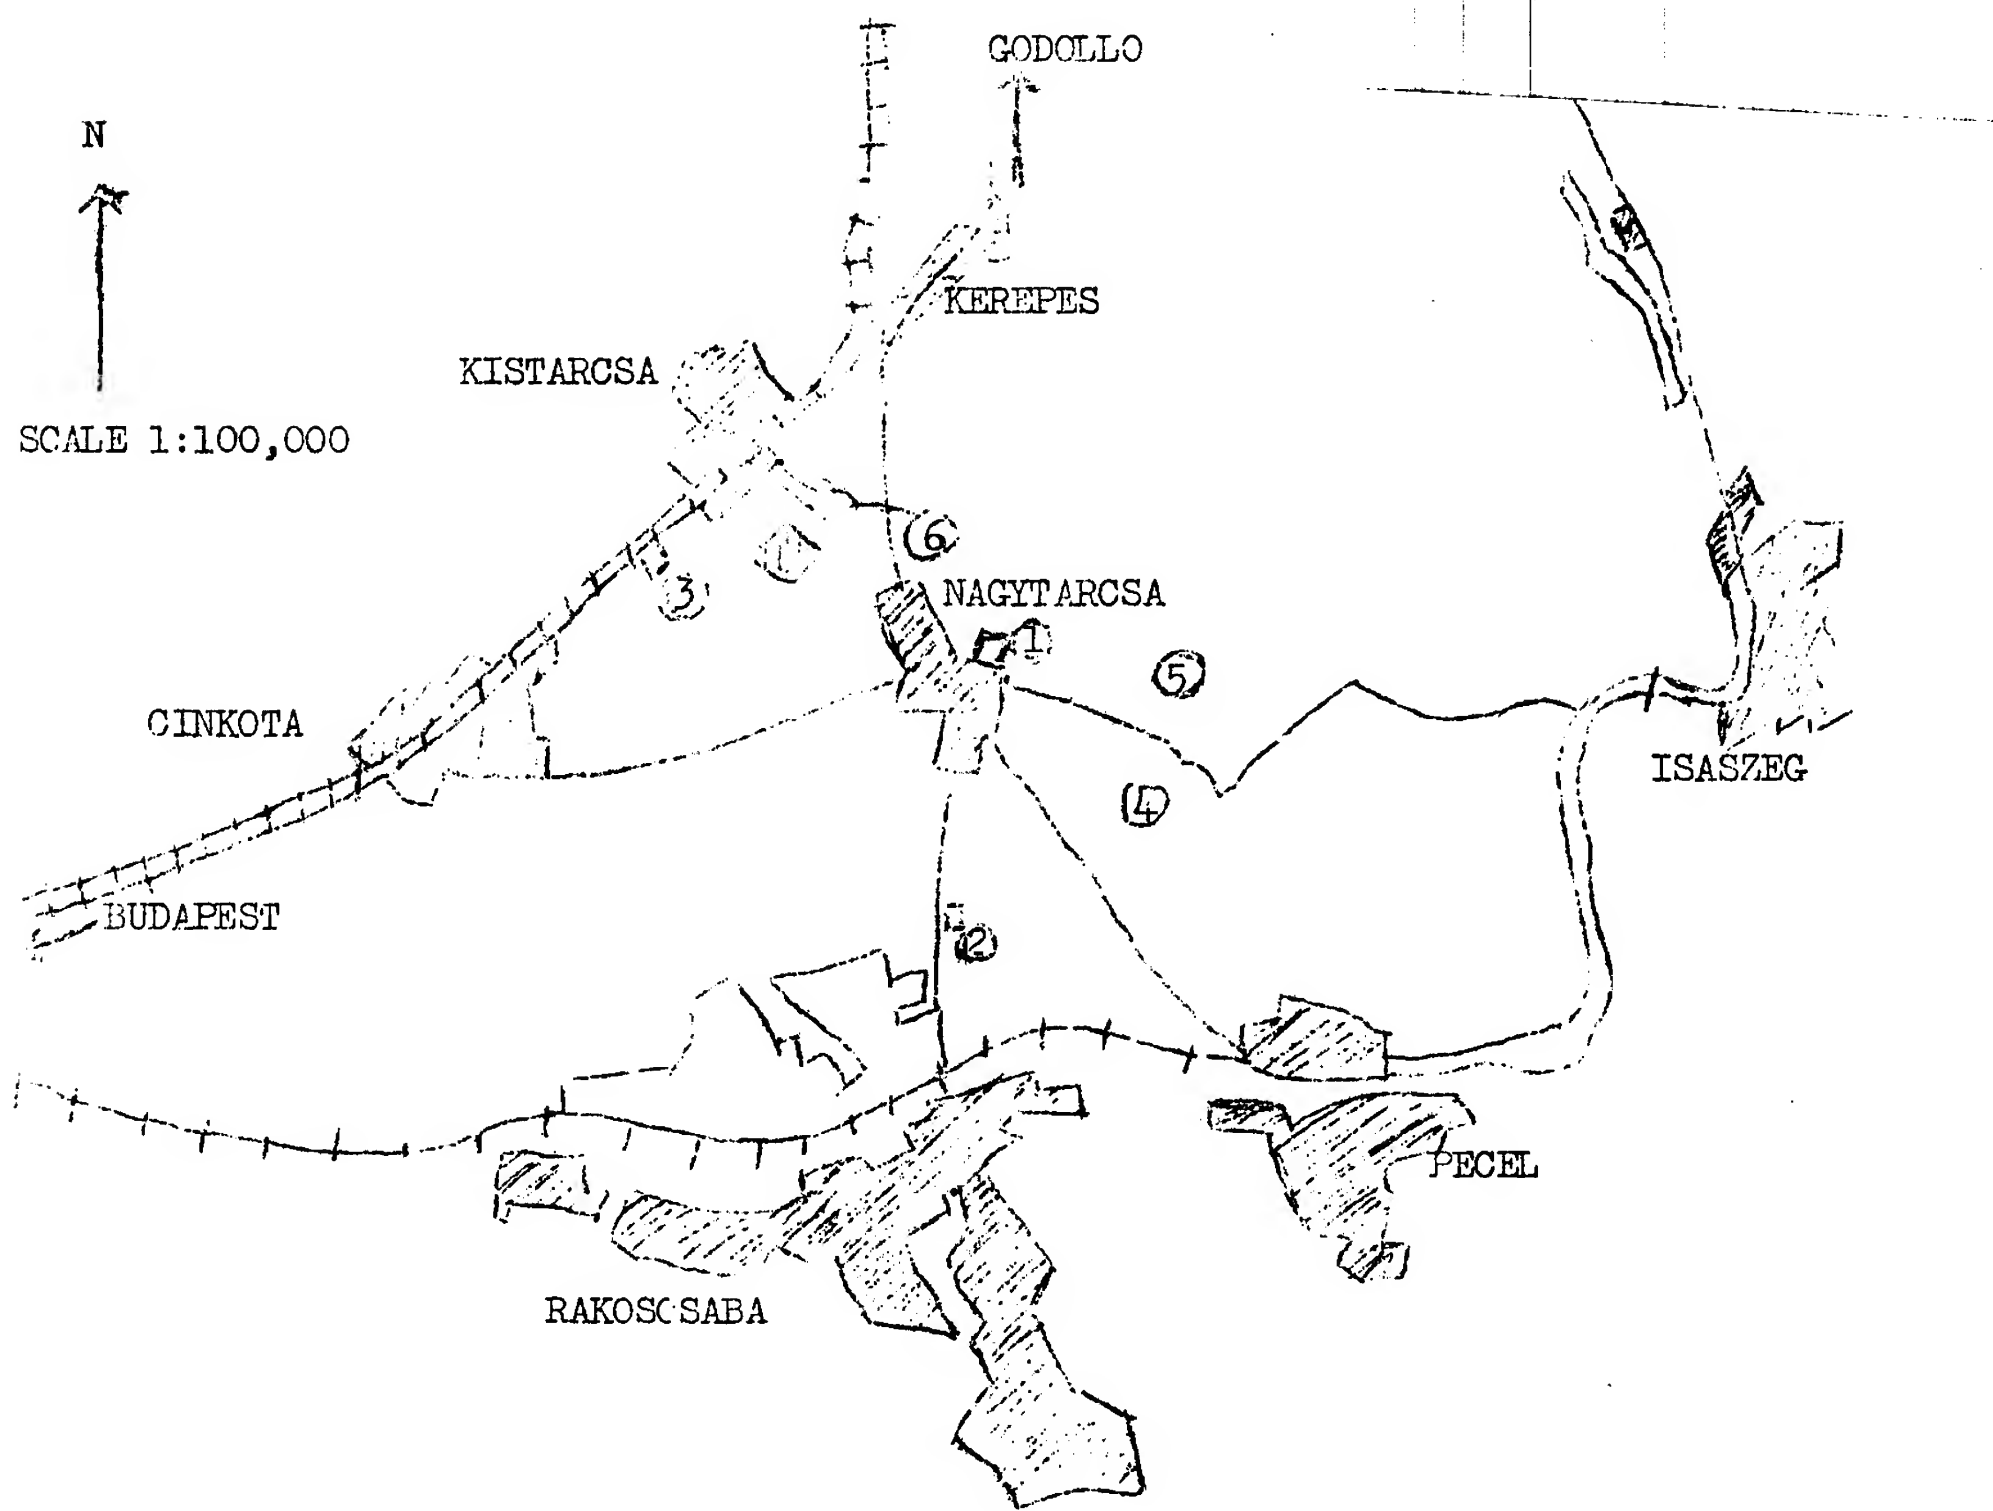 GODOLLO
N
KEREPES
KISTARCSA
SCALE 1:100,000
6
NAGYTARCSA
3
1
5
CINKOTA
ISASZEG
4
BUDAPEST
2
PECEL
RAKOSCSABA